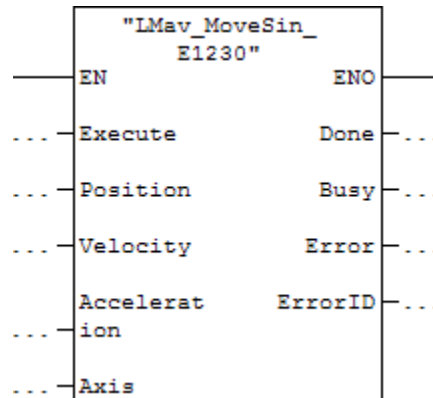 "LMav_MoveSin_
E1230"
EN ENO
... Execute Done ...
... Position Busy ...
... Velocity Error ...
Accelerat ErrorID ...
... ion
... Axis